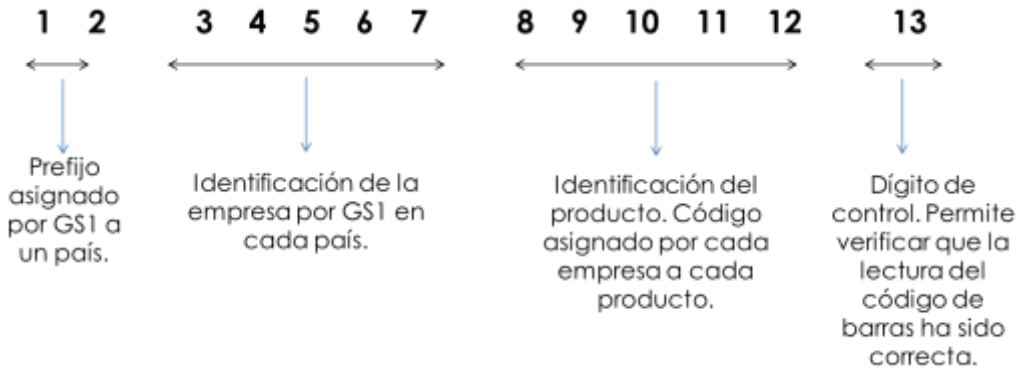 1 2 3 4 5 6 7 8 9 10 11 12 13
Prefijo
asignado
por GS1 a
un país.
Identificación de la
empresa por GS1 en
cada país.
Identificación del
producto. Código
asignado por cada
empresa a cada
producto.
Dígito de
control. Permite
verificar que la
lectura del
código de
barras ha sido
correcta.